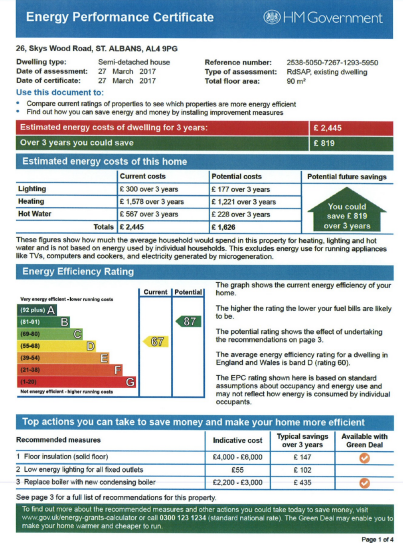 Energy Performance Certificate
HM Government
26, Skys Wood Road, ST. ALBANS, AL4 9PG
Dwelling type: Semi-detached house
Reference number: 2538-5050-7267-1293-5950
Date of assessment: 27 March 2017
Type of assessment: RdSAP, existing dwelling
Date of certificate: 27 March 2017
Total floor area: 90 m²
Use this document to:
• Compare current ratings of properties to see which properties are more energy efficient
• Find out how you can save energy and money by installing improvement measures
Estimated energy costs of dwelling for 3 years: £ 2,445
Over 3 years you could save £ 819
Estimated energy costs of this home
Current costs Potential costs Potential future savings
Lighting £ 300 over 3 years £ 177 over 3 years
Heating £ 1,578 over 3 years £ 1,221 over 3 years
Hot Water £ 567 over 3 years £ 228 over 3 years
Totals £ 2,445 £ 1,626
You could
save £ 819
over 3 years
These figures show how much the average household would spend in this property for heating, lighting and hot
water and is not based on energy used by individual households. This excludes energy use for running appliances
like TVs, computers and cookers, and electricity generated by microgeneration.
Energy Efficiency Rating
Current Potential
Very energy efficient - lower running costs
(92 plus) A
(81-91) B
(69-80) C
(55-68) D
(39-54) E
(21-38) F
(1-20) G
Not energy efficient - higher running costs
67
87
The graph shows the current energy efficiency of your
home.
The higher the rating the lower your fuel bills are likely
to be.
The potential rating shows the effect of undertaking
the recommendations on page 3.
The average energy efficiency rating for a dwelling in
England and Wales is band D (rating 60).
The EPC rating shown here is based on standard
assumptions about occupancy and energy use and
may not reflect how energy is consumed by individual
occupants.
Top actions you can take to save money and make your home more efficient
Recommended measures Indicative cost Typical savings over 3 years Available with Green Deal
1 Floor insulation (solid floor) £4,000 - £6,000 £ 147
2 Low energy lighting for all fixed outlets £55 £ 102
3 Replace boiler with new condensing boiler £2,200 - £3,000 £ 435
See page 3 for a full list of recommendations for this property.
To find out more about the recommended measures and other actions you could take today to save money, visit
www.gov.uk/energy-grants-calculator or call 0300 123 1234 (standard national rate). The Green Deal may enable you to
make your home warmer and cheaper to run.
Page 1 of 4